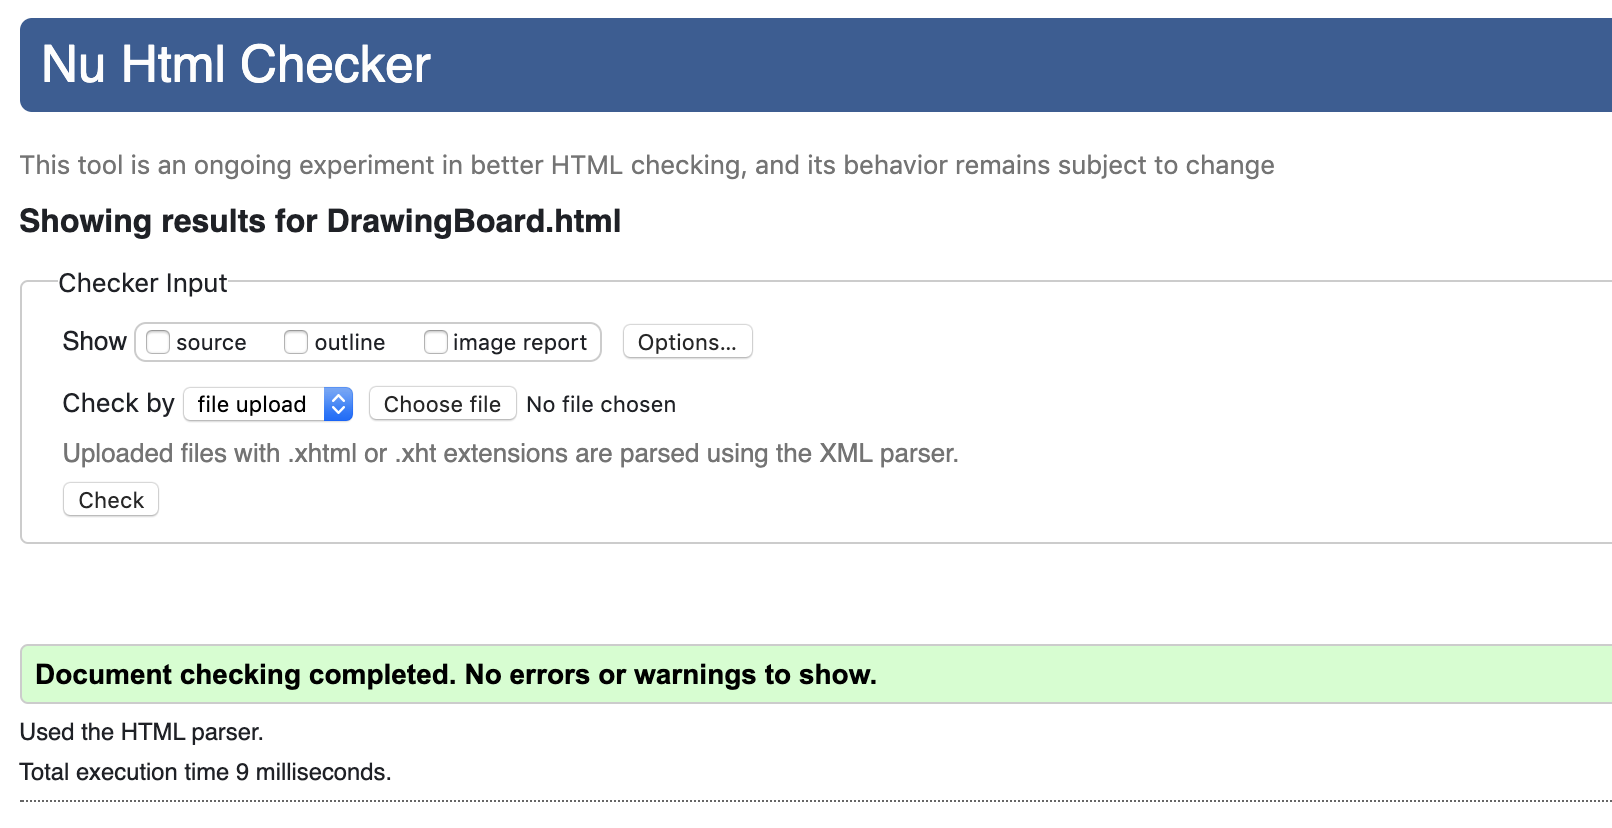 Nu Html Checker
This tool is an ongoing experiment in better HTML checking, and its behavior remains subject to change
Showing results for DrawingBoard.html
Checker Input
Show source outline image report Options...
Check by file upload Choose file No file chosen
Uploaded files with .xhtml or .xht extensions are parsed using the XML parser.
Check
Document checking completed. No errors or warnings to show.
Used the HTML parser.
Total execution time 9 milliseconds.